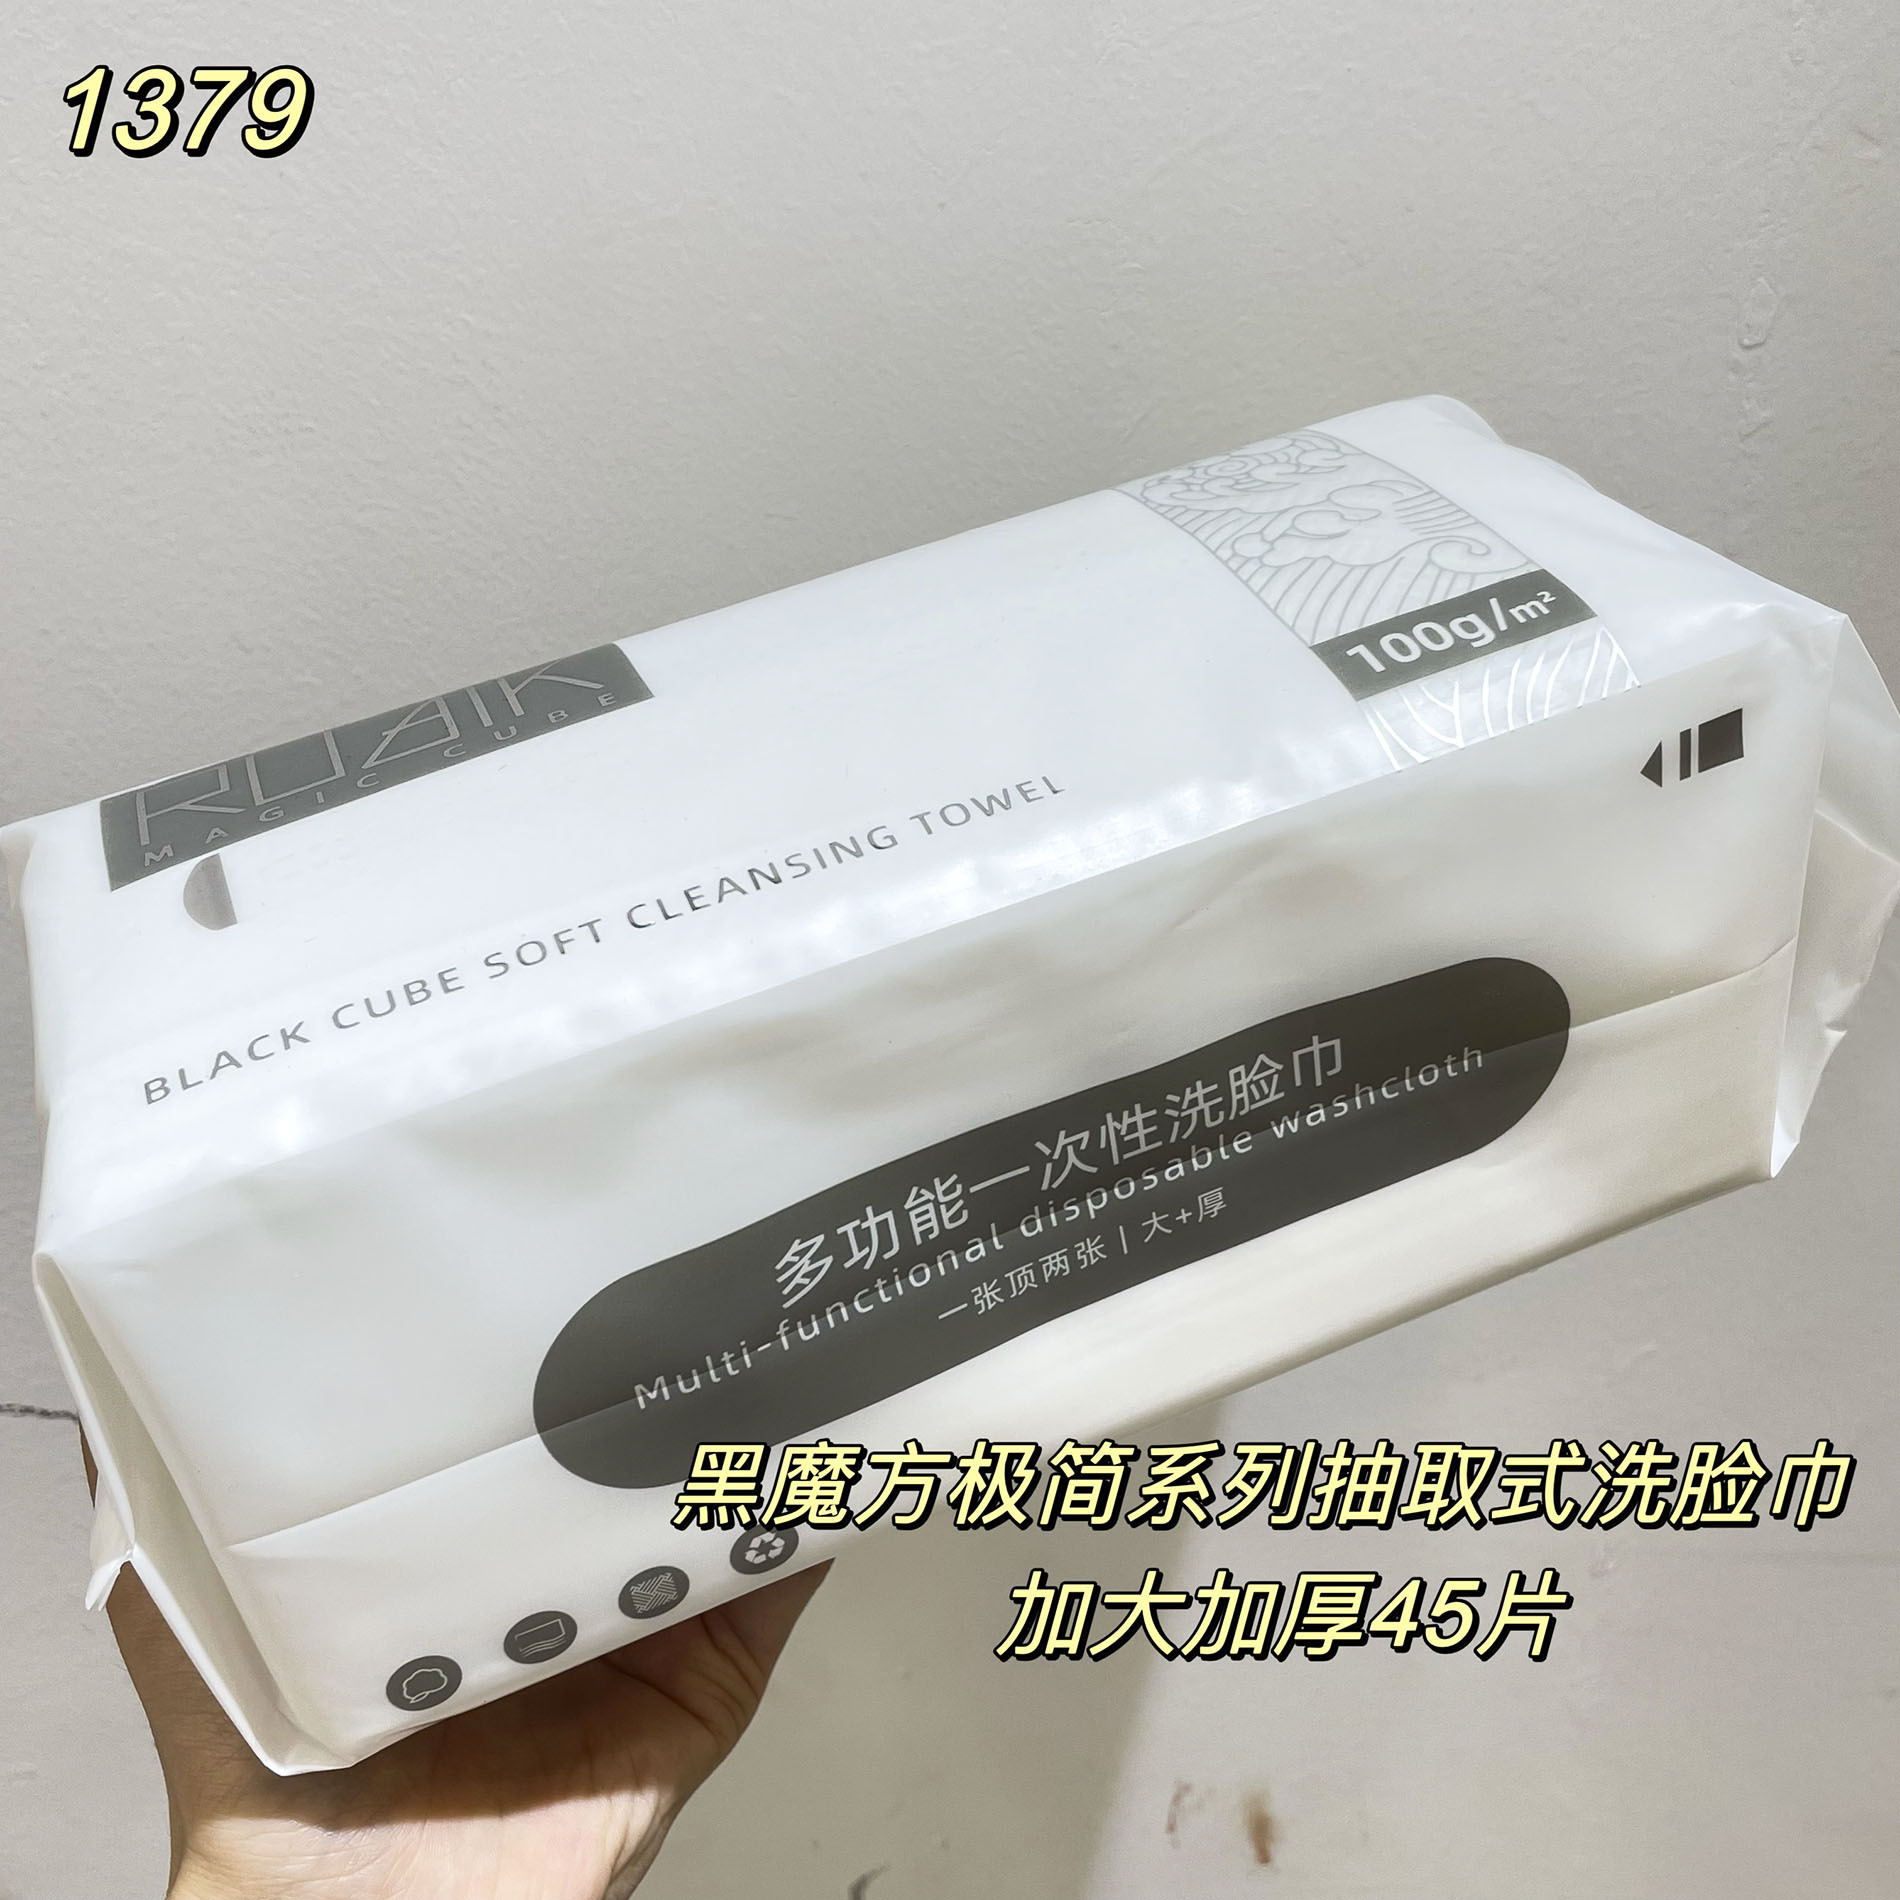 1379
MAGIC CUBE
100g/m²
BLACK CUBE SOFT CLEANSING TOWEL
多功能一次性洗脸巾
Multi-functional disposable washcloth
一张顶两张 | 大+厚
黑魔方极简系列抽取式洗脸巾
加大加厚45片